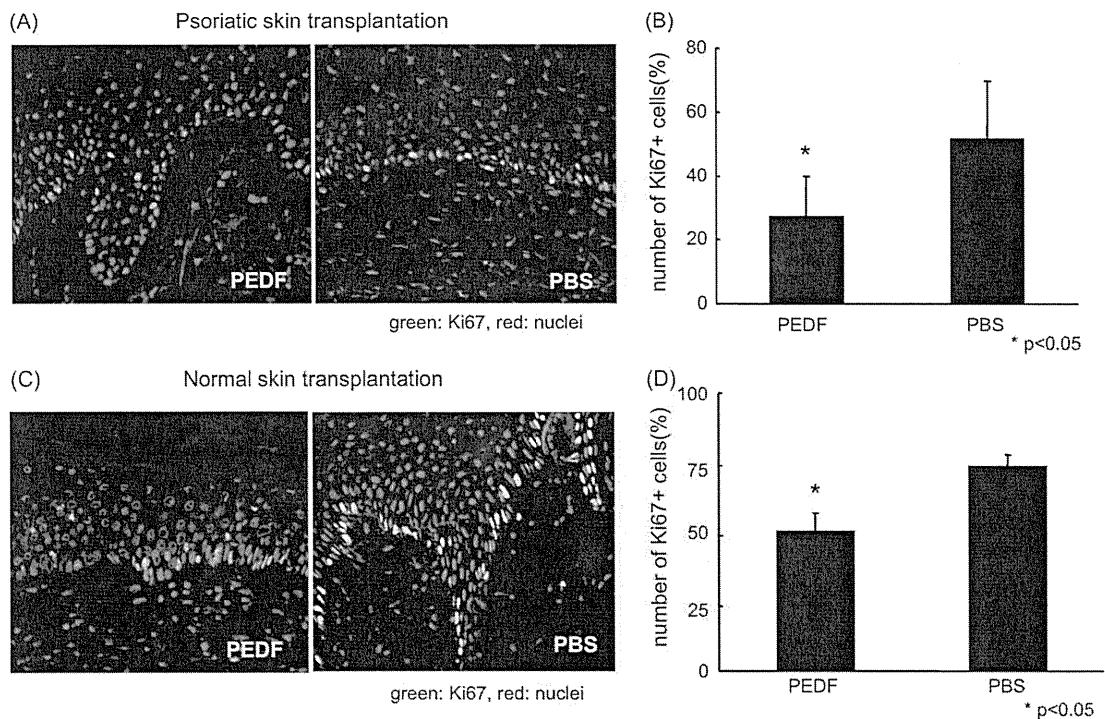 (A) Psoriatic skin transplantation
PEDF
PBS
green: Ki67, red: nuclei
(B)
number of Ki67+ cells(%)
80
60
40
20
0
*
PEDF PBS
* p<0.05
(C) Normal skin transplantation
PEDF
PBS
green: Ki67, red: nuclei
(D)
number of Ki67+ cells(%)
100
75
50
25
0
*
PEDF PBS
* p<0.05